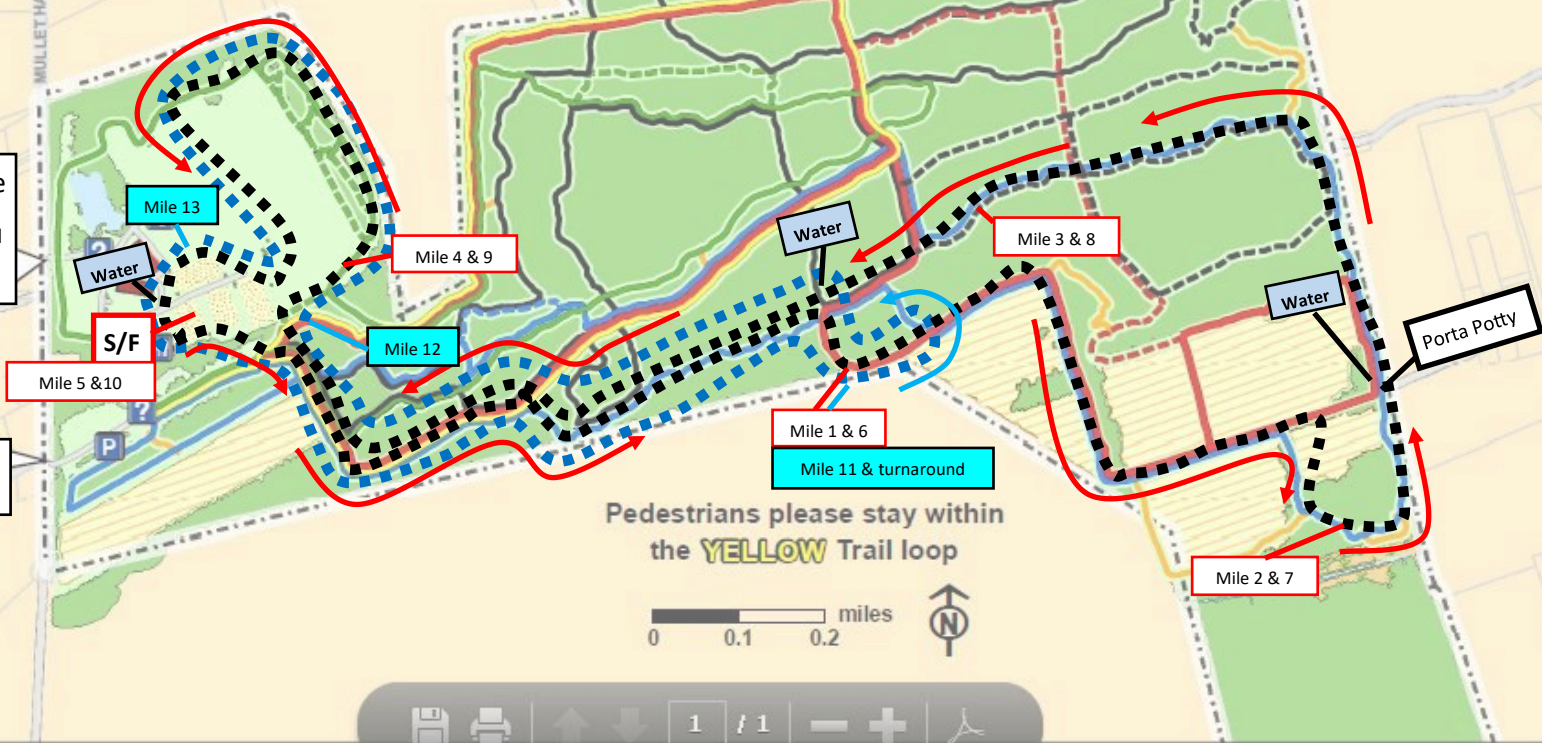 MULLET HA
e
Mile 13
Water
S/F
Mile 5 &10
Mile 4 & 9
Mile 12
Water
Mile 3 & 8
Water
Porta Potty
Mile 1 & 6
Mile 11 & turnaround
Mile 2 & 7
?
?
P
Pedestrians please stay within
the YELLOW Trail loop
miles
0 0.1 0.2
N
1 / 1